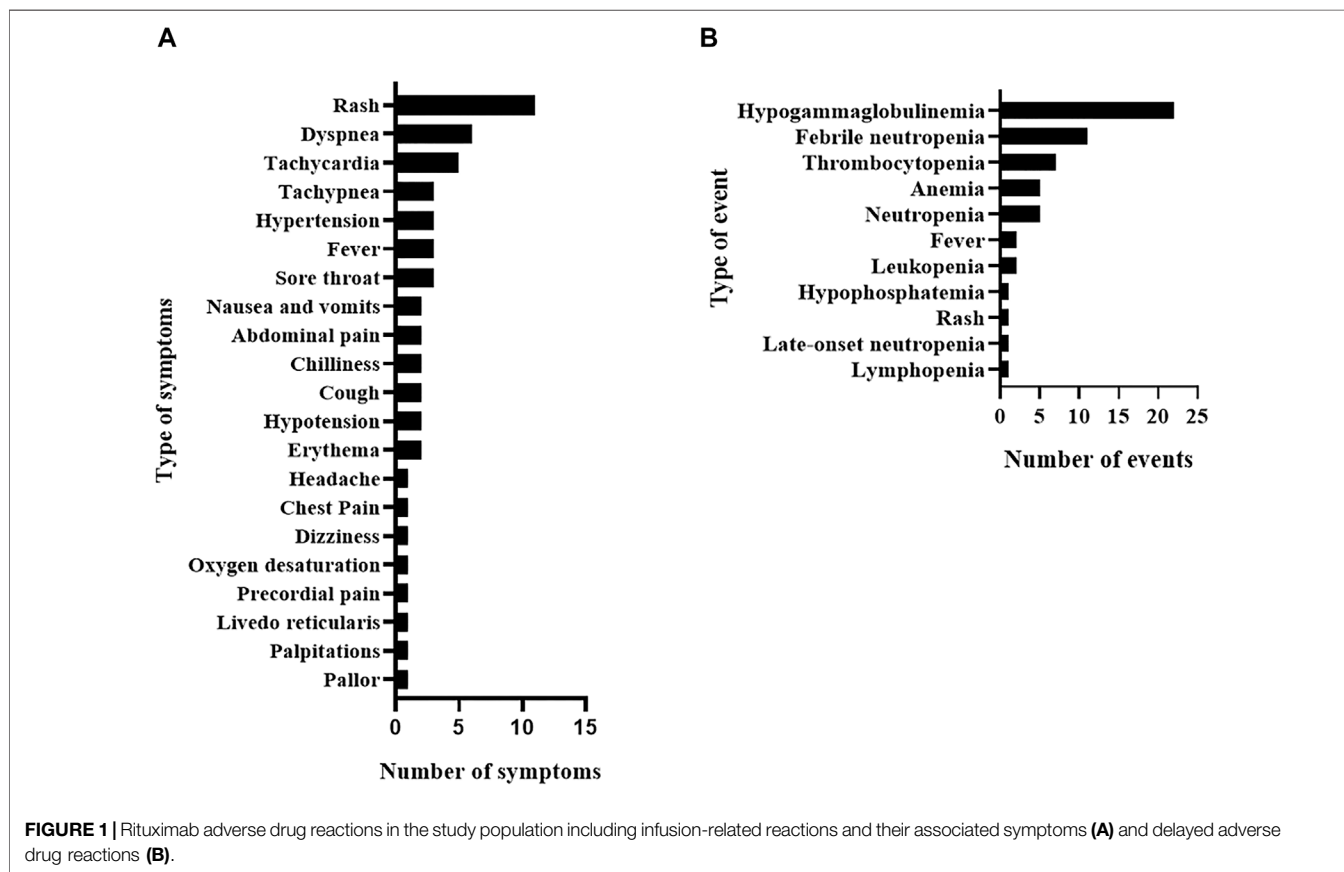 A
Rash
Dyspnea
Tachycardia
Tachypnea
Hypertension
Fever
Sore throat
Nausea and vomits
Abdominal pain
Chilliness
Cough
Hypotension
Erythema
Headache
Chest Pain
Dizziness
Oxygen desaturation
Precordial pain
Livedo reticularis
Palpitations
Pallor
Type of symptoms
0 5 10 15
Number of symptoms
B
Hypogammaglobulinemia
Febrile neutropenia
Thrombocytopenia
Anemia
Neutropenia
Fever
Leukopenia
Hypophosphatemia
Rash
Late-onset neutropenia
Lymphopenia
Type of event
0 5 10 15 20 25
Number of events
FIGURE 1 | Rituximab adverse drug reactions in the study population including infusion-related reactions and their associated symptoms (A) and delayed adverse
drug reactions (B).